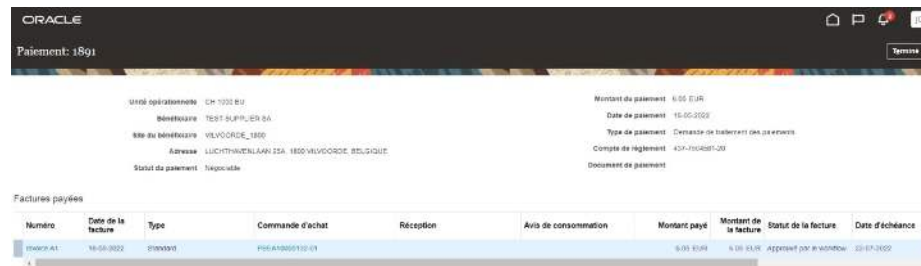 ORACLE
Paiement: 1891
Terminé
Unité opérationnelle CH 1000 BU
Bénéficiaire TEST-SUPPLIER-SA
Site du bénéficiaire VILVOORDE_1800
Adresse LUCHTHAVENLAAN 25A, 1800 VILVOORDE, BELGIQUE
Statut du paiement Négociable
Montant du paiement 6.05 EUR
Date de paiement 16-05-2022
Type de paiement Demande de traitement des paiements
Compte de règlement
Document de paiement
Factures payées
Numéro Date de la facture Type Commande d'achat Réception Avis de consommation Montant payé Montant de la facture Statut de la facture Date d'échéance
Standard 6.05 EUR 6.05 EUR Approuvé par le workflow